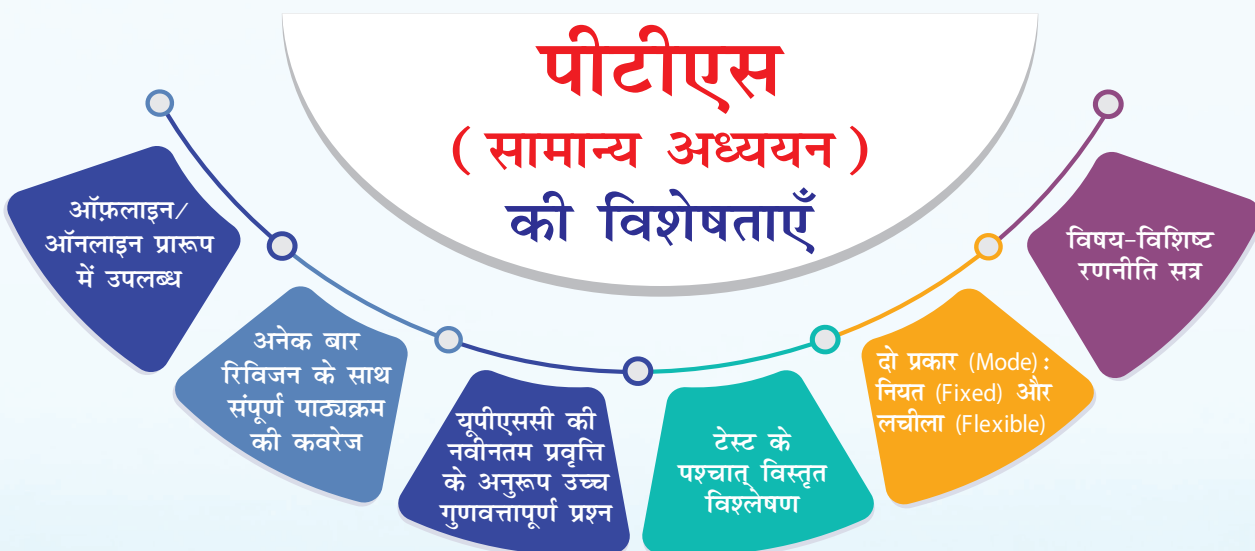 पीटीएस
( सामान्य अध्ययन )
की विशेषताएँ
ऑफ़लाइन/
ऑनलाइन प्रारूप
में उपलब्ध
अनेक बार
रिविजन के साथ
संपूर्ण पाठ्यक्रम
की कवरेज
यूपीएससी की
नवीनतम प्रवृत्ति
के अनुरूप उच्च
गुणवत्तापूर्ण प्रश्न
टेस्ट के
पश्चात् विस्तृत
विश्लेषण
दो प्रकार (Mode):
नियत (Fixed) और
लचीला (Flexible)
विषय-विशिष्ट
रणनीति सत्र